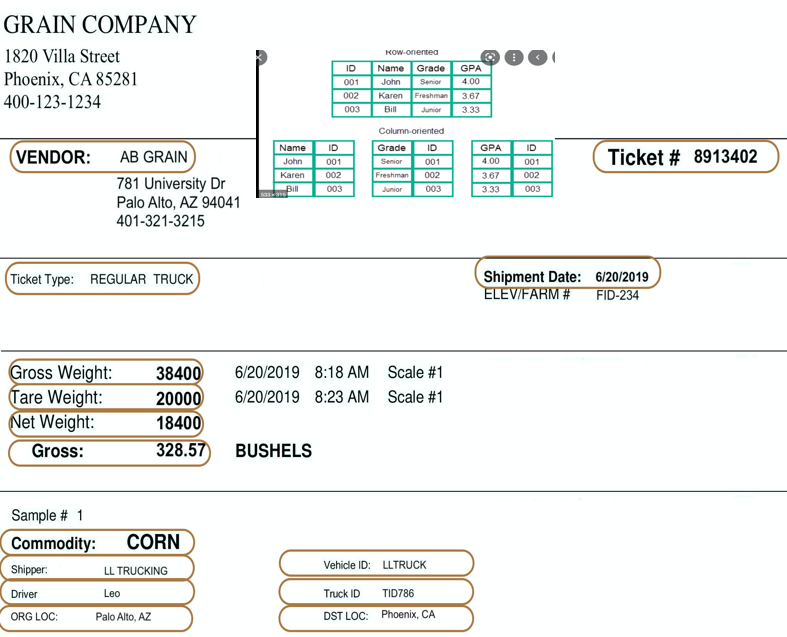 GRAIN COMPANY
1820 Villa Street
Phoenix, CA 85281
400-123-1234
Row-oriented
ID Name Grade GPA
001 John Senior 4.00
002 Karen Freshman 3.67
003 Bill Junior 3.33
Column-oriented
Name ID Grade ID GPA ID
John 001 Senior 001 4.00 001
Karen 002 Freshman 002 3.67 002
Bill 003 Junior 003 3.33 003
VENDOR: AB GRAIN
781 University Dr
Palo Alto, AZ 94041
401-321-3215
Ticket # 8913402
Ticket Type: REGULAR TRUCK
Shipment Date: 6/20/2019
ELEV/FARM # FID-234
Gross Weight: 38400 6/20/2019 8:18 AM Scale #1
Tare Weight: 20000 6/20/2019 8:23 AM Scale #1
Net Weight: 18400
Gross: 328.57 BUSHELS
Sample # 1
Commodity: CORN
Shipper: LL TRUCKING
Driver Leo
ORG LOC: Palo Alto, AZ
Vehicle ID: LLTRUCK
Truck ID TID786
DST LOC: Phoenix, CA